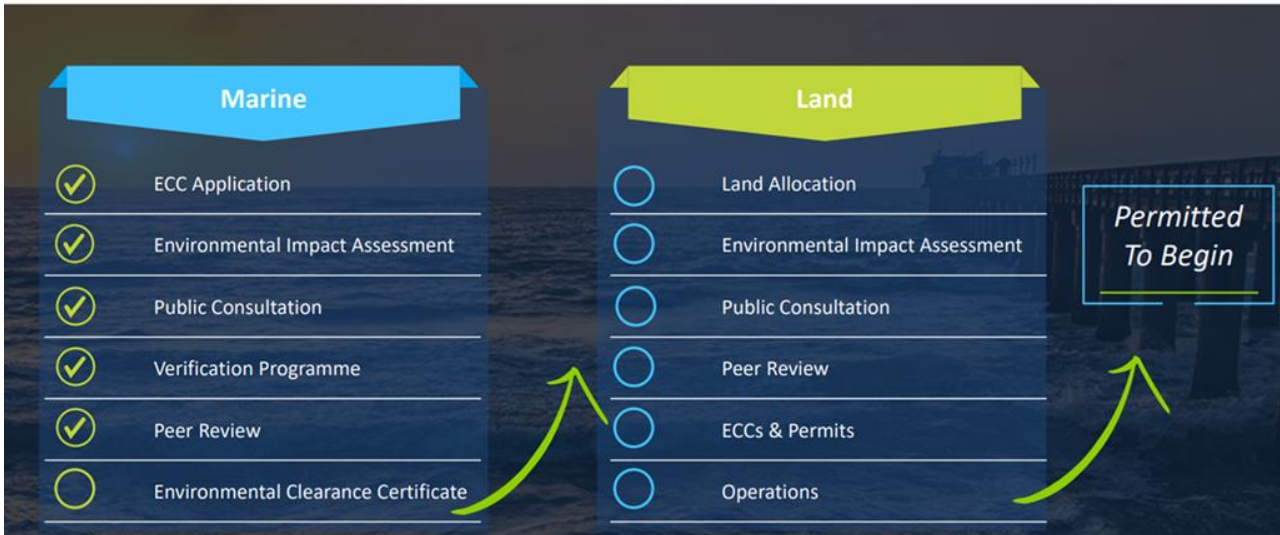 Marine
ECC Application
Environmental Impact Assessment
Public Consultation
Verification Programme
Peer Review
Environmental Clearance Certificate
Land
Land Allocation
Environmental Impact Assessment
Public Consultation
Peer Review
ECCs & Permits
Operations
Permitted
To Begin